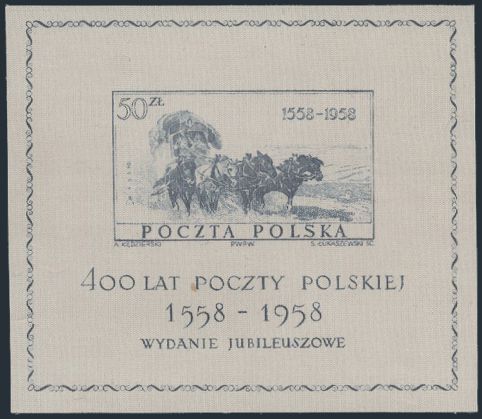 50 ZŁ 1558-1958
POCZTA POLSKA
A. KĘDZIERSKI PWPW. S. ŁUKASZEWSKI SC.
400 LAT POCZTY POLSKIEJ
1558 - 1958
WYDANIE JUBILEUSZOWE